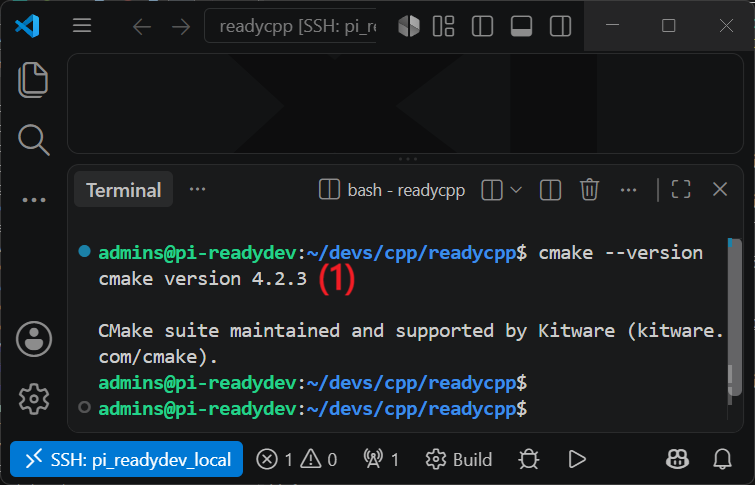 readycpp [SSH: pi_r
Terminal
bash - readycpp
admins@pi-readydev:~/devs/cpp/readycpp$ cmake --version
cmake version 4.2.3 (1)
CMake suite maintained and supported by Kitware (kitware.
com/cmake).
admins@pi-readydev:~/devs/cpp/readycpp$
admins@pi-readydev:~/devs/cpp/readycpp$
SSH: pi_readydev_local 1 0 1 Build